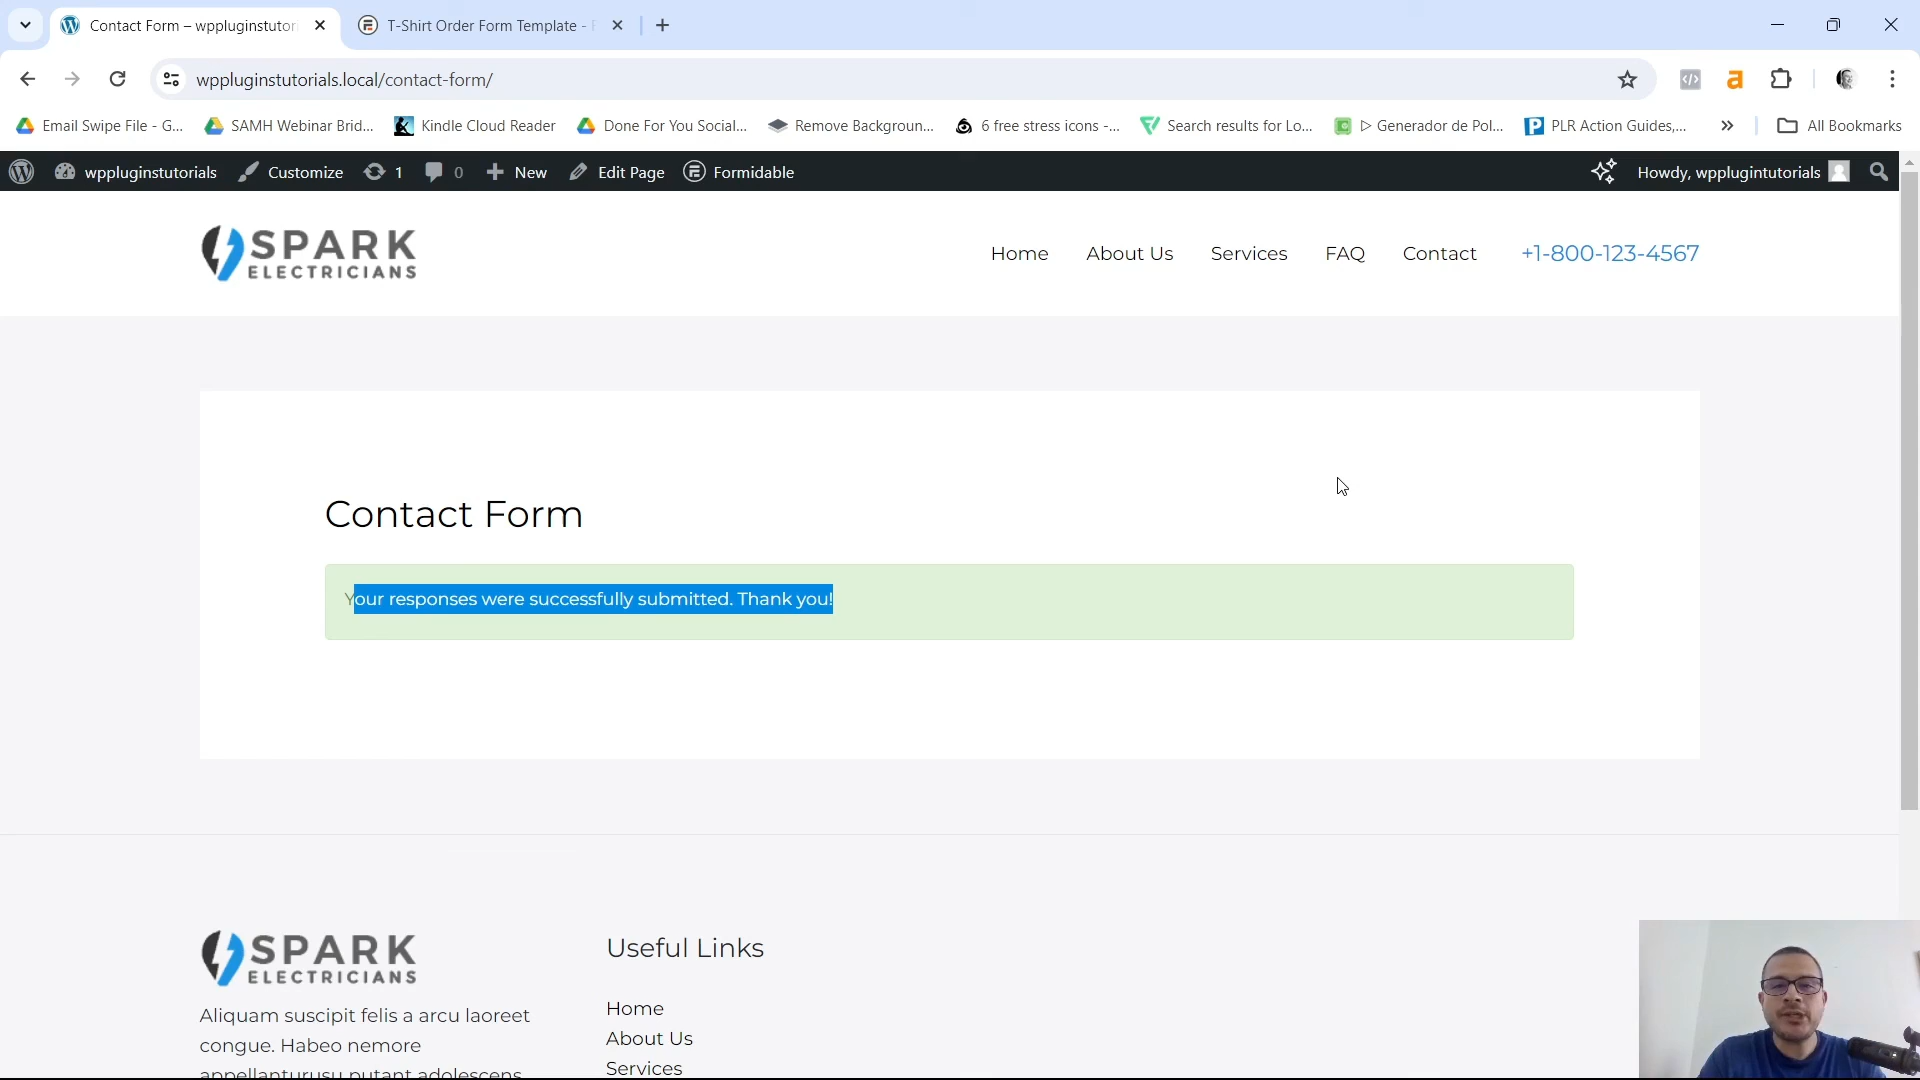 Contact Form – wppluginstutor
T-Shirt Order Form Template -
wppluginstutorials.local/contact-form/
Email Swipe File - G...
SAMH Webinar Brid...
Kindle Cloud Reader
Done For You Social...
Remove Backgroun...
6 free stress icons -...
Search results for Lo...
▷ Generador de Pol...
PLR Action Guides,...
»
All Bookmarks
wppluginstutorials
Customize
1
0
New
Edit Page
Formidable
Howdy, wpplugintutorials
SPARK
ELECTRICIANS
Home
About Us
Services
FAQ
Contact
+1-800-123-4567
Contact Form
Your responses were successfully submitted. Thank you!
SPARK
ELECTRICIANS
Aliquam suscipit felis a arcu laoreet
congue. Habeo nemore
appellanturusu putant adolescens
Useful Links
Home
About Us
Services